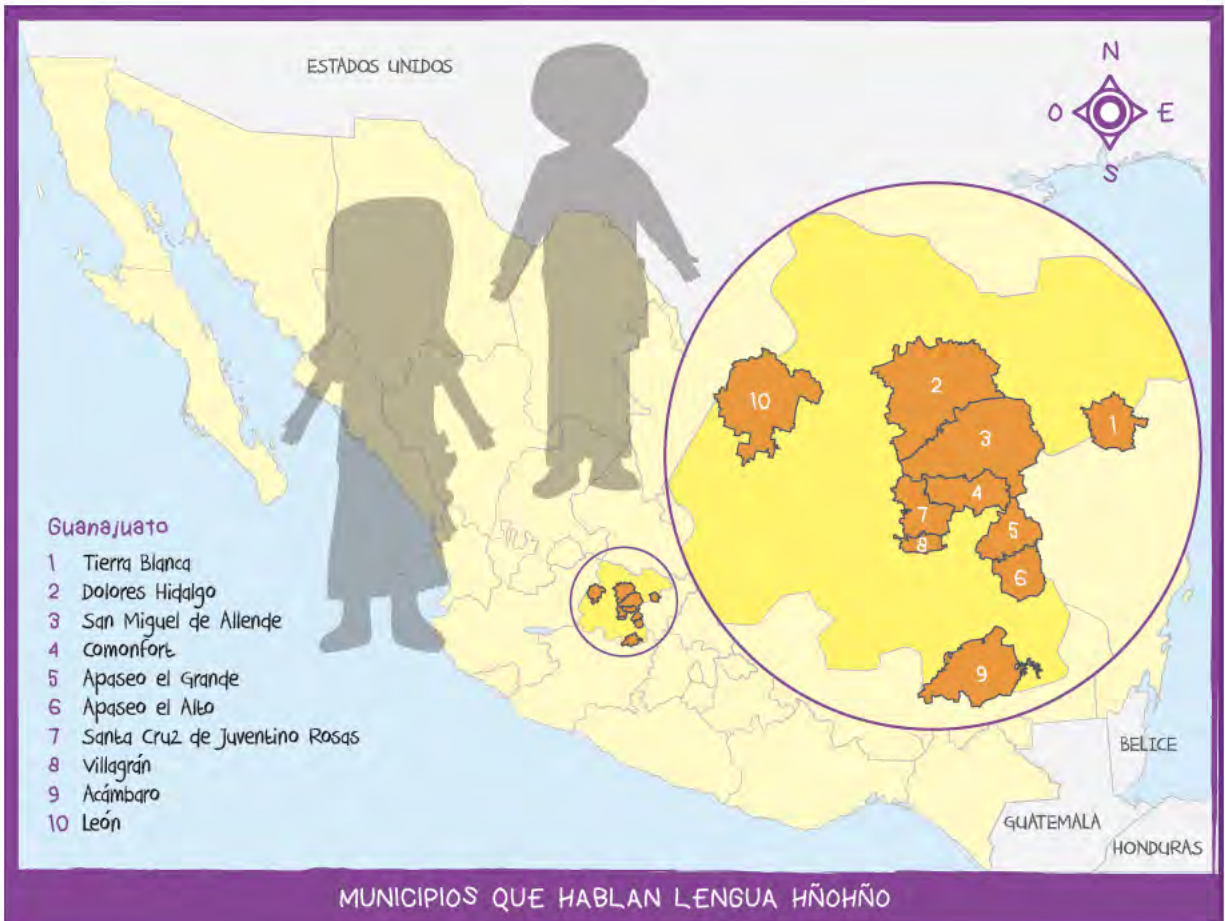 ESTADOS UNIDOS
N
O E
S
10
2
3
1
4
7
5
8
6
9
Guanajuato
1 Tierra Blanca
2 Dolores Hidalgo
3 San Miguel de Allende
4 Comonfort
5 Apaseo el Grande
6 Apaseo el Alto
7 Santa Cruz de Juventino Rosas
8 Villagrán
9 Acámbaro
10 León
BELICE
GUATEMALA
HONDURAS
MUNICIPIOS QUE HABLAN LENGUA HÑOHÑO